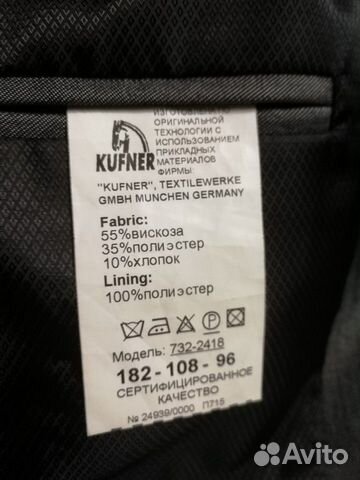 ИЗГОТОВЛЕНО ПО
ОРИГИНАЛЬНОЙ
ТЕХНОЛОГИИ С
ИСПОЛЬЗОВАНИЕМ
ПРИКЛАДНЫХ
МАТЕРИАЛОВ
ФИРМЫ:
KUFNER
"KUFNER", TEXTILEWERKE
GMBH MUNCHEN GERMANY
Fabric:
55%вискоза
35%полиэстер
10%хлопок
Lining:
100%полиэстер
P
Модель: 732-2418
182 - 108 - 96
СЕРТИФИЦИРОВАННОЕ
КАЧЕСТВО
№ 24939/0000 П715
Avito